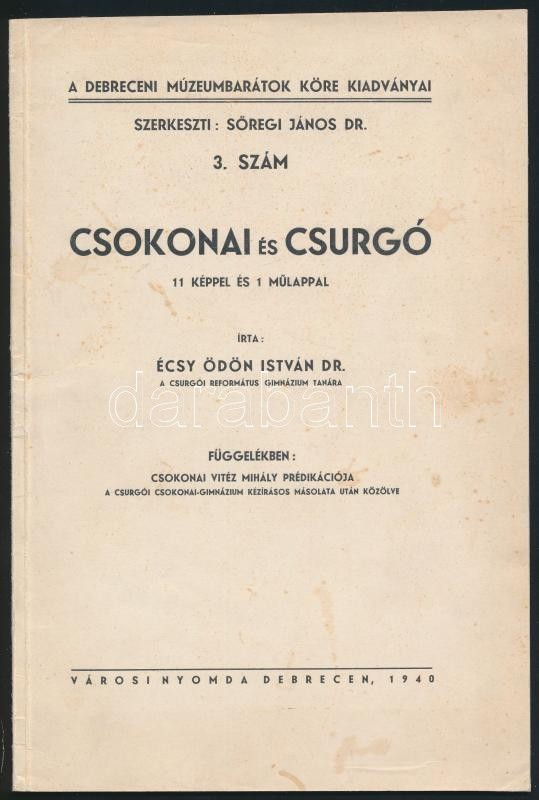 A DEBRECENI MÚZEUMBARÁTOK KÖRE KIADVÁNYAI
SZERKESZTI: SŐREGI JÁNOS DR.
3. SZÁM
CSOKONAI ÉS CSURGÓ
11 KÉPPEL ÉS 1 MŰLAPPAL
ÍRTA:
ÉCSY ÖDÖN ISTVÁN DR.
A CSURGÓI REFORMÁTUS GIMNÁZIUM TANÁRA
darabanth
FÜGGELÉKBEN:
CSOKONAI VITÉZ MIHÁLY PRÉDIKÁCIÓJA
A CSURGÓI CSOKONAI-GIMNÁZIUM KÉZÍRÁSOS MÁSOLATA UTÁN KÖZÖLVE
VÁROSI NYOMDA DEBRECEN, 1940